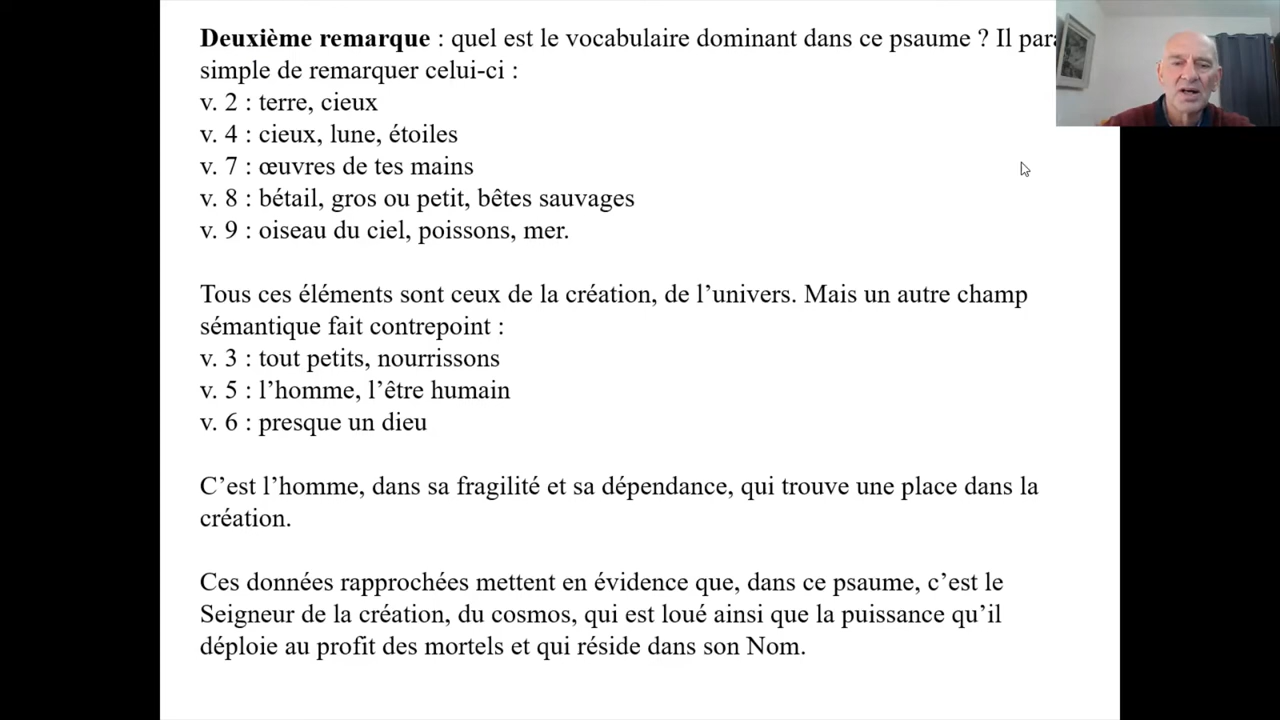 Deuxième remarque : quel est le vocabulaire dominant dans ce psaume ? Il
simple de remarquer celui-ci :
v. 2 : terre, cieux
v. 4 : cieux, lune, étoiles
v. 7 : œuvres de tes mains
v. 8 : bétail, gros ou petit, bêtes sauvages
v. 9 : oiseau du ciel, poissons, mer.
Tous ces éléments sont ceux de la création, de l’univers. Mais un autre champ
sémantique fait contrepoint :
v. 3 : tout petits, nourrissons
v. 5 : l’homme, l’être humain
v. 6 : presque un dieu
C’est l’homme, dans sa fragilité et sa dépendance, qui trouve une place dans la
création.
Ces données rapprochées mettent en évidence que, dans ce psaume, c’est le
Seigneur de la création, du cosmos, qui est loué ainsi que la puissance qu’il
déploie au profit des mortels et qui réside dans son Nom.